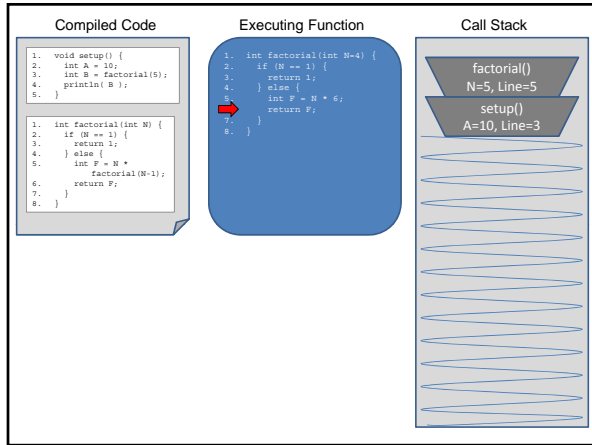 Compiled Code
1. void setup() {
2. int A = 10;
3. int B = factorial(5);
4. println( B );
5. }
1. int factorial(int N) {
2. if (N == 1) {
3. return 1;
4. } else {
5. int F = N *
factorial(N-1);
6. return F;
7. }
8. }
Executing Function
1. int factorial(int N=4) {
2. if (N == 1) {
3. return 1;
4. } else {
5. int F = N * 6;
return F;
7. }
8. }
Call Stack
factorial()
N=5, Line=5
setup()
A=10, Line=3